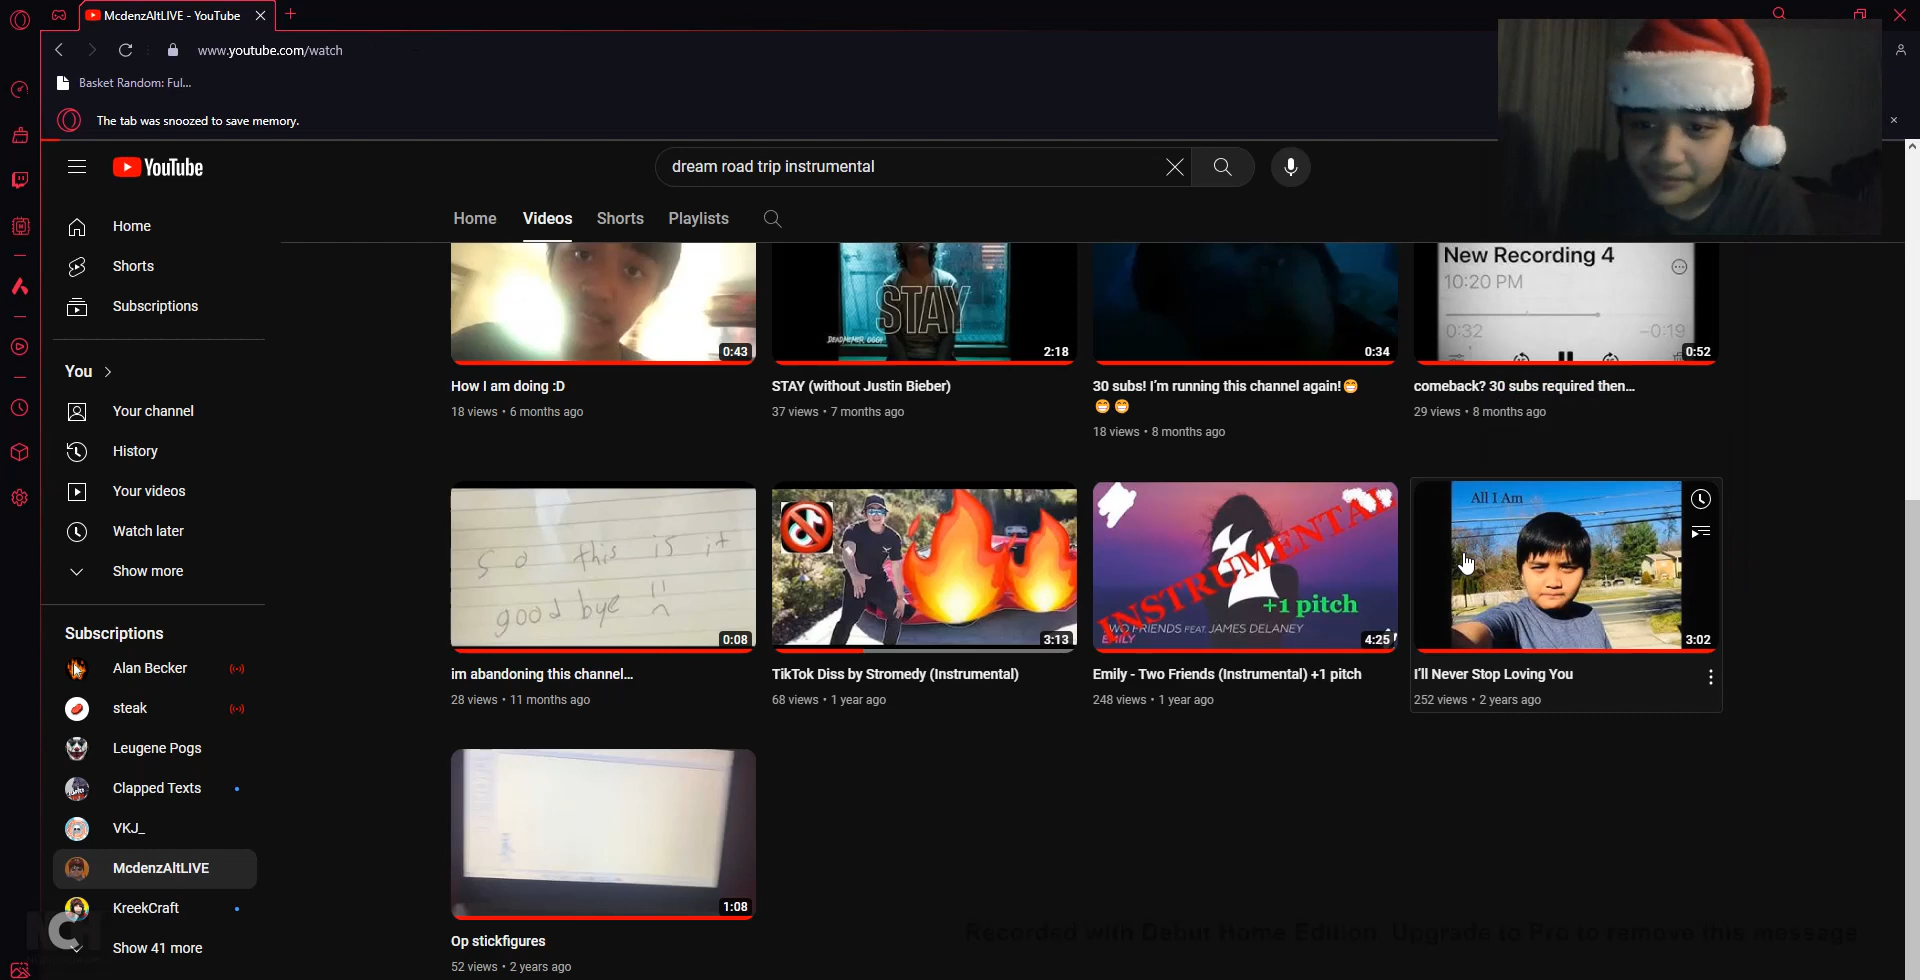 McdenzAltLIVE - YouTube
www.youtube.com/watch
Basket Random: Ful...
The tab was snoozed to save memory.
YouTube
dream road trip instrumental
Home
Videos
Shorts
Playlists
Home
Shorts
Subscriptions
You
Your channel
History
Your videos
Watch later
Show more
Subscriptions
Alan Becker
steak
Leugene Pogs
Clapped Texts
VKJ_
McdenzAltLIVE
KreekCraft
Show 41 more
NCH
0:43
How I am doing :D
18 views • 6 months ago
STAY
DEADMEMER OGG!
2:18
STAY (without Justin Bieber)
37 views • 7 months ago
0:34
30 subs! I'm running this channel again!😁
😁😁
18 views • 8 months ago
New Recording 4
10:20 PM
0:32
-0:19
0:52
comeback? 30 subs required then...
29 views • 8 months ago
So this is it
good bye
0:08
im abandoning this channel...
28 views • 11 months ago
3:13
TikTok Diss by Stromedy (Instrumental)
68 views • 1 year ago
INSTRUMENTAL
+1 pitch
TWO FRIENDS FEAT. JAMES DELANEY
EMILY
4:25
Emily - Two Friends (Instrumental) +1 pitch
248 views • 1 year ago
All I Am
3:02
I'll Never Stop Loving You
252 views • 2 years ago
1:08
Op stickfigures
52 views • 2 years ago
Recorded with Debut Home Edition. Upgrade to Pro to remove this message